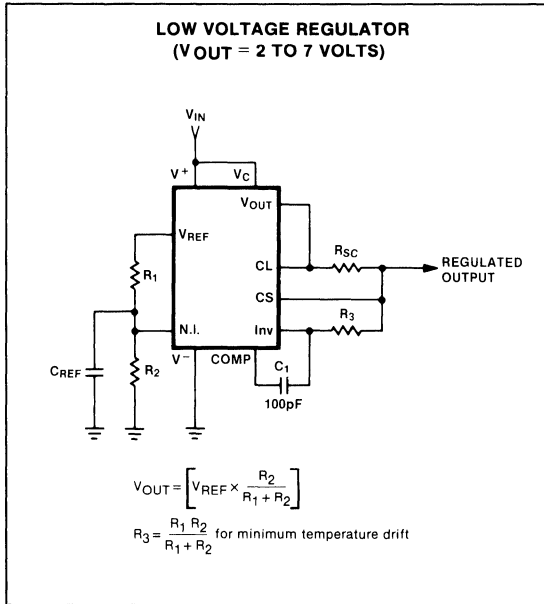 LOW VOLTAGE REGULATOR
(VOUT = 2 TO 7 VOLTS)
VIN
V+ VC
VOUT
VREF
R1
RSC
REGULATED OUTPUT
CL
CS
R3
N.I.
Inv
CREF
R2
V− COMP
C1
100pF
VOUT = [VREF × R2 / R1 + R2]
R3 = R1 R2 / R1 + R2 for minimum temperature drift